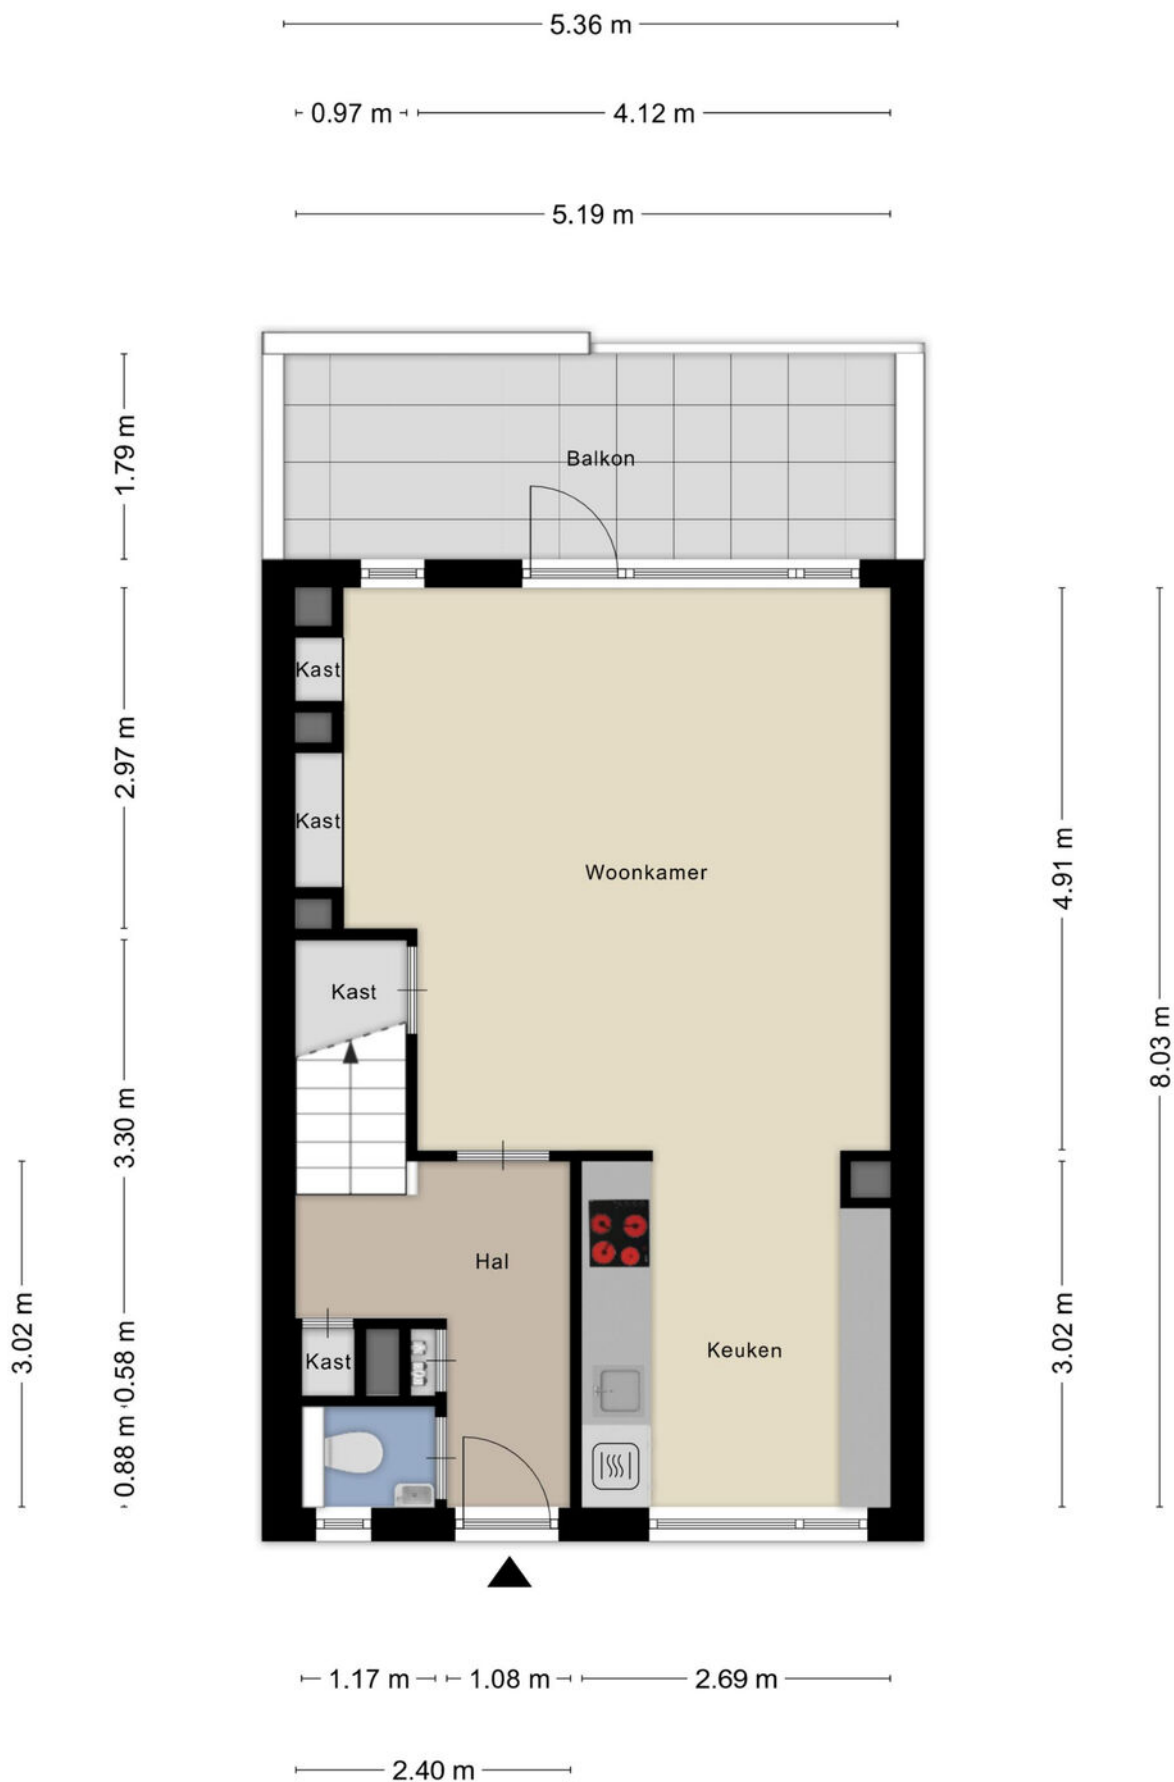 5.36 m
0.97 m
4.12 m
5.19 m
1.79 m
Balkon
Kast
2.97 m
Kast
Woonkamer
4.91 m
Kast
8.03 m
3.30 m
Hal
3.02 m
Keuken
Kast
0.58 m
3.02 m
0.88 m
1.17 m
1.08 m
2.69 m
2.40 m